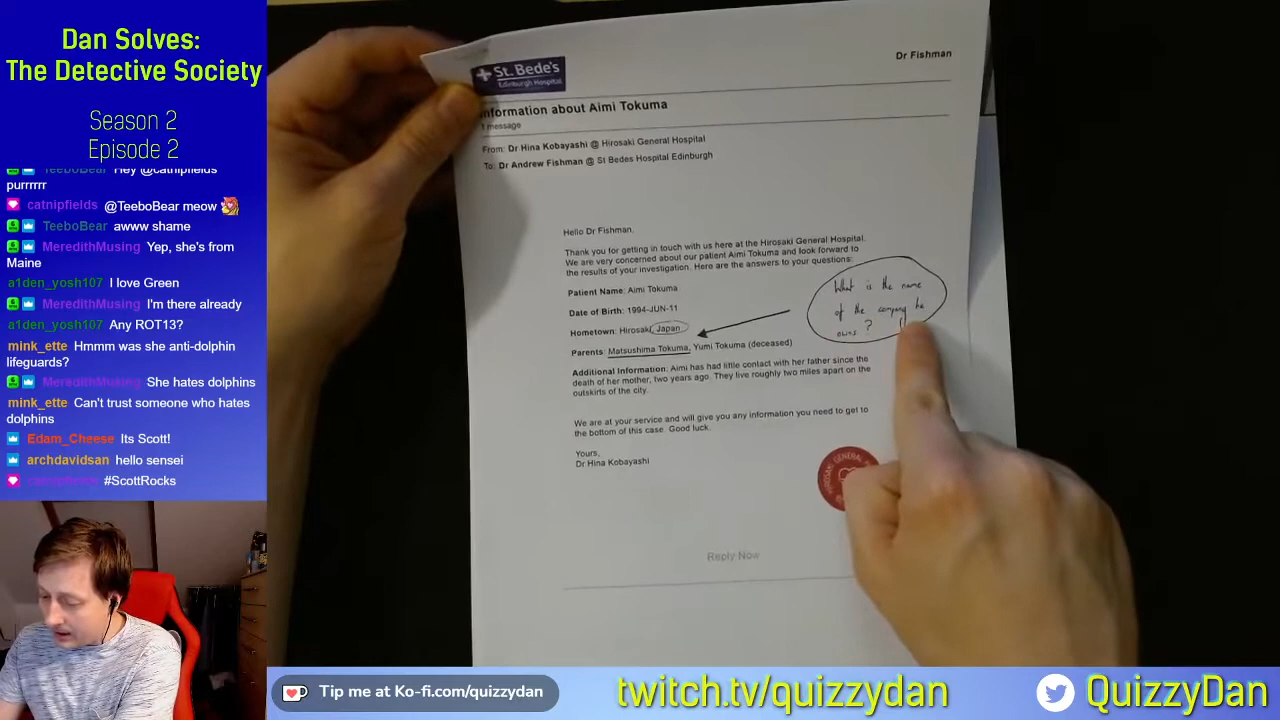 Dan Solves:
The Detective Society
Season 2
Episode 2
TeeboBear Hey @catnipfields
purrrrrr
catnipfields @TeeboBear meow
TeeboBear awww shame
MeredithMusing Yep, she's from
Maine
a1den_yosh107 I love Green
MeredithMusing I'm there already
a1den_yosh107 Any ROT13?
mink_ette Hmmm was she anti-dolphin
lifeguards?
MeredithMusing She hates dolphins
mink_ette Can't trust someone who hates
dolphins
Edam_Cheese Its Scott!
archdavidsan hello sensei
catnipfields #ScottRocks
St. Bede's
Edinburgh Hospital
Dr Fishman
Information about Aimi Tokuma
1 message
From: Dr Hina Kobayashi @ Hirosaki General Hospital
To: Dr Andrew Fishman @ St Bedes Hospital Edinburgh
Hello Dr Fishman,
Thank you for getting in touch with us here at the Hirosaki General Hospital.
We are very concerned about our patient Aimi Tokuma and look forward to
the results of your investigation. Here are the answers to your questions:
Patient Name: Aimi Tokuma
Date of Birth: 1994-JUN-11
Hometown: Hirosaki, Japan
Parents: Matsushima Tokuma, Yumi Tokuma (deceased)
What is the name
of the company he
owns?
Additional Information: Aimi has had little contact with her father since the
death of her mother, two years ago. They live roughly two miles apart on the
outskirts of the city.
We are at your service and will give you any information you need to get to
the bottom of this case. Good luck.
Yours,
Dr Hina Kobayashi
HIROSAKI GENERAL
Reply Now
Tip me at Ko-fi.com/quizzydan
twitch.tv/quizzydan
QuizzyDan